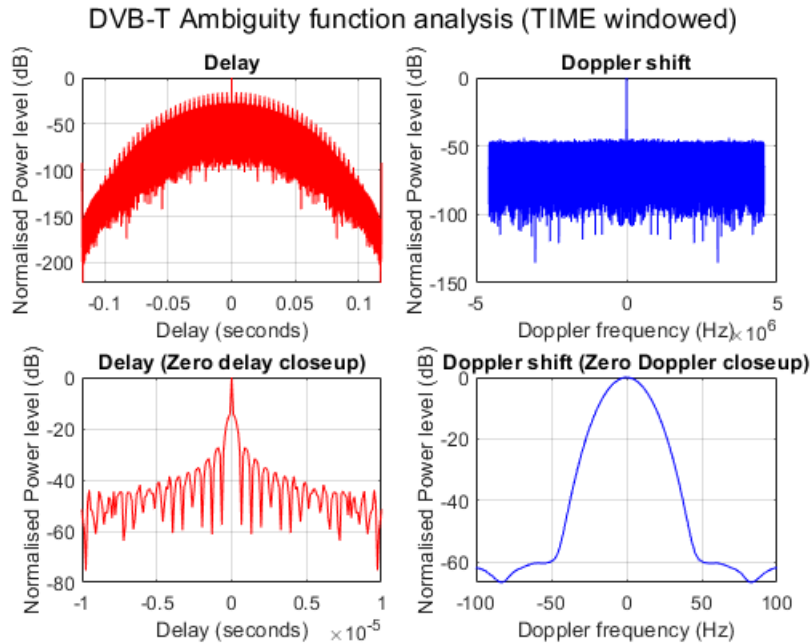 DVB-T Ambiguity function analysis (TIME windowed)
Delay
Normalised Power level (dB)
0
-50
-100
-150
-200
-0.1 -0.05 0 0.05 0.1
Delay (seconds)
Doppler shift
Normalised Power level (dB)
0
-50
-100
-150
-5 0 5
Doppler frequency (Hz) ×10^6
Delay (Zero delay closeup)
Normalised Power level (dB)
0
-20
-40
-60
-80
-1 -0.5 0 0.5 1
Delay (seconds) ×10^-5
Doppler shift (Zero Doppler closeup)
Normalised Power level (dB)
0
-20
-40
-60
-100 -50 0 50 100
Doppler frequency (Hz)